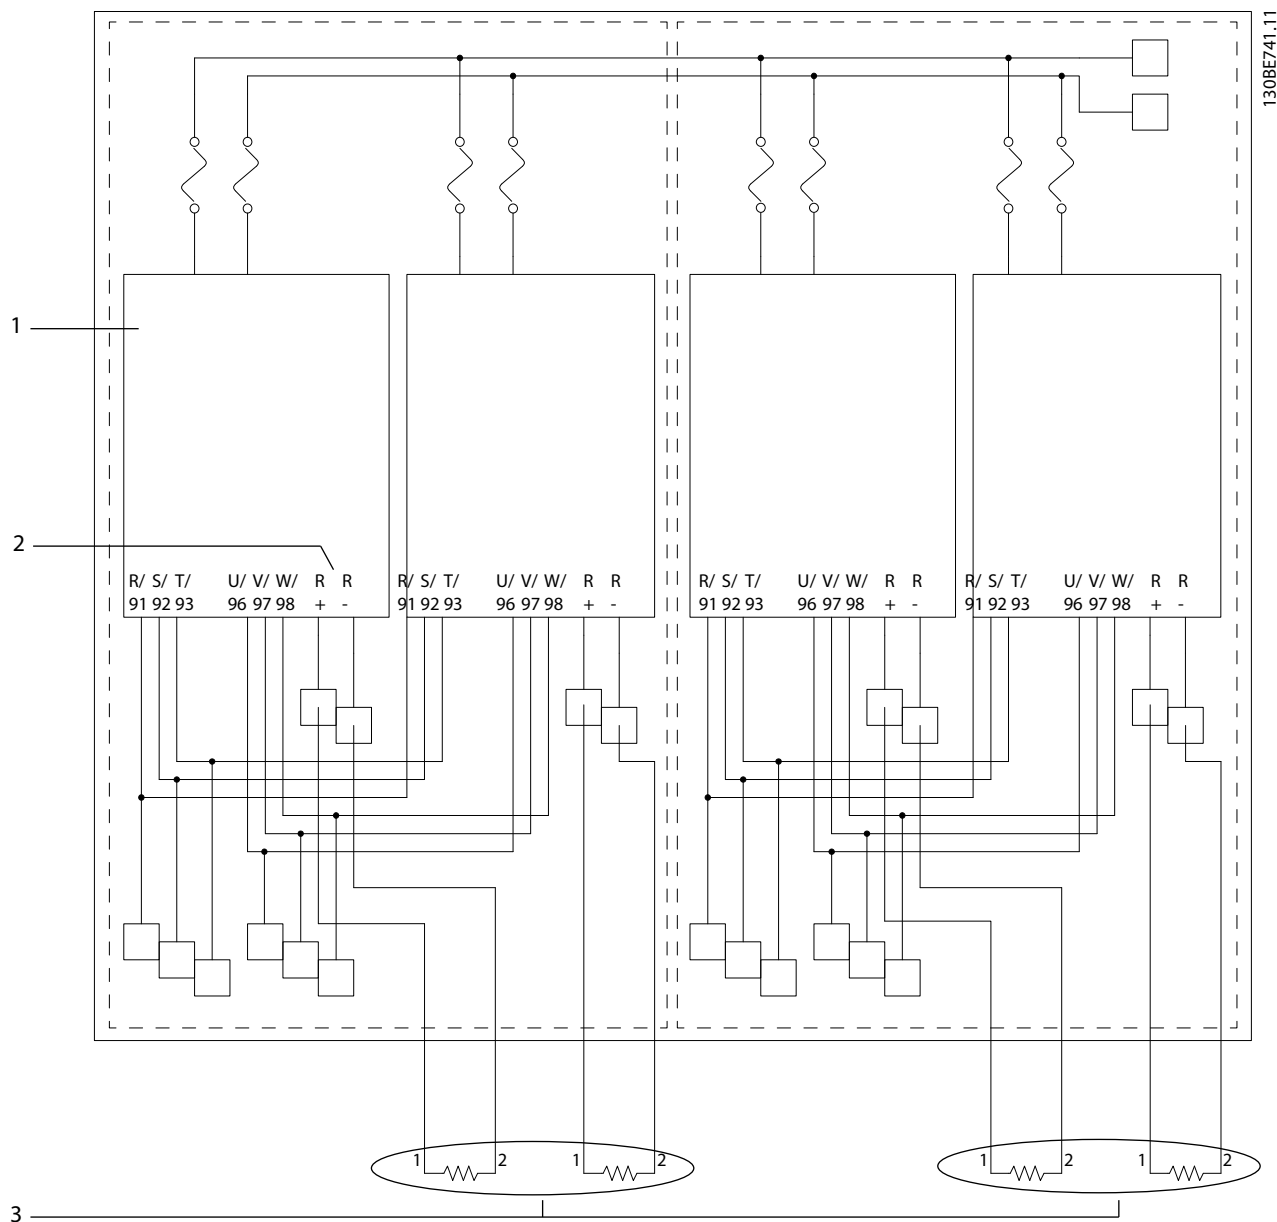 130BE741.11
1
2
R/ S/ T/ U/ V/ W/ R R R/ S/ T/ U/ V/ W/ R R R/ S/ T/ U/ V/ W/ R R R/ S/ T/ U/ V/ W/ R R
91 92 93 96 97 98 + - 91 92 93 96 97 98 + - 91 92 93 96 97 98 + - 91 92 93 96 97 98 + -
1 2 1 2 1 2 1 2
3